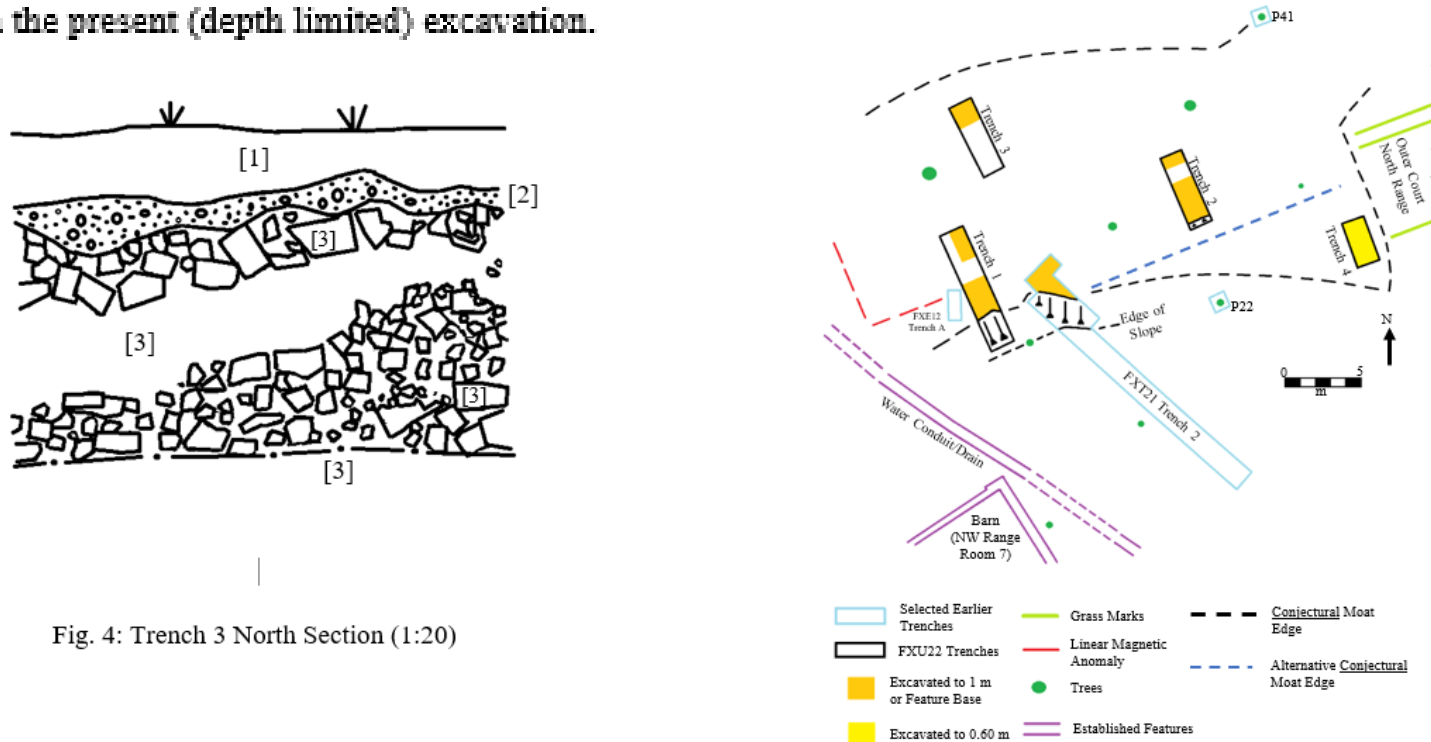 the present (depth limited) excavation.
[1]
[2]
[3]
[3]
[3]
[3]
Fig. 4: Trench 3 North Section (1:20)
P41
Trench 3
Trench 2
Outer Court
North Range
Trench 4
Trench 1
FXE12
Trench A
P22
Edge of
Slope
N
0 5
m
FXT21 Trench 2
Water Conduit/Drain
Barn
(NW Range
Room 7)
Selected Earlier
Trenches
FXU22 Trenches
Excavated to 1 m
or Feature Base
Excavated to 0.60 m
Grass Marks
Linear Magnetic
Anomaly
Trees
Established Features
Conjectural Moat
Edge
Alternative Conjectural
Moat Edge